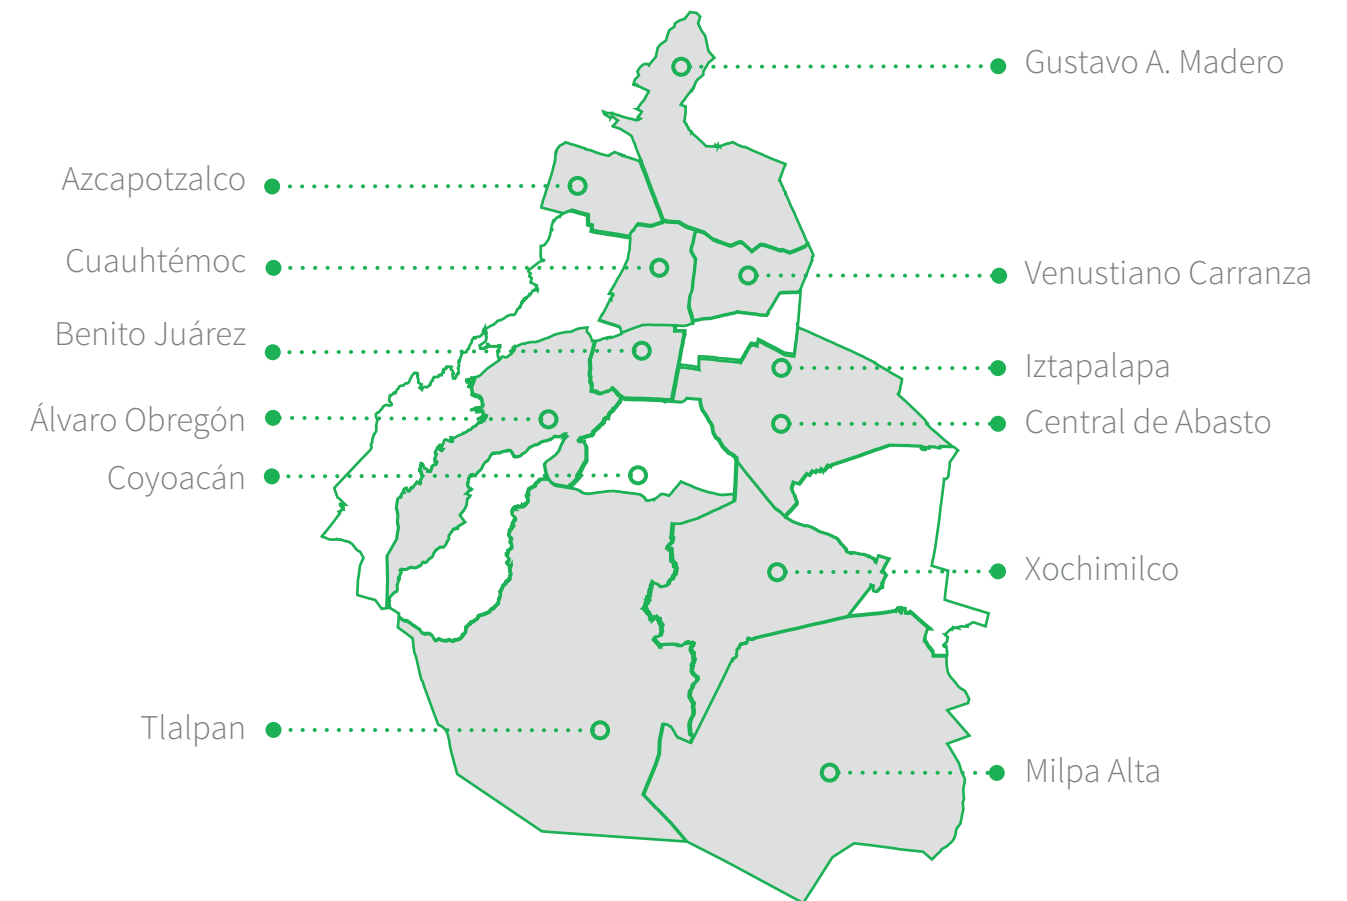 Gustavo A. Madero
Azcapotzalco
Cuauhtémoc
Venustiano Carranza
Benito Juárez
Iztapalapa
Álvaro Obregón
Central de Abasto
Coyoacán
Xochimilco
Tlalpan
Milpa Alta